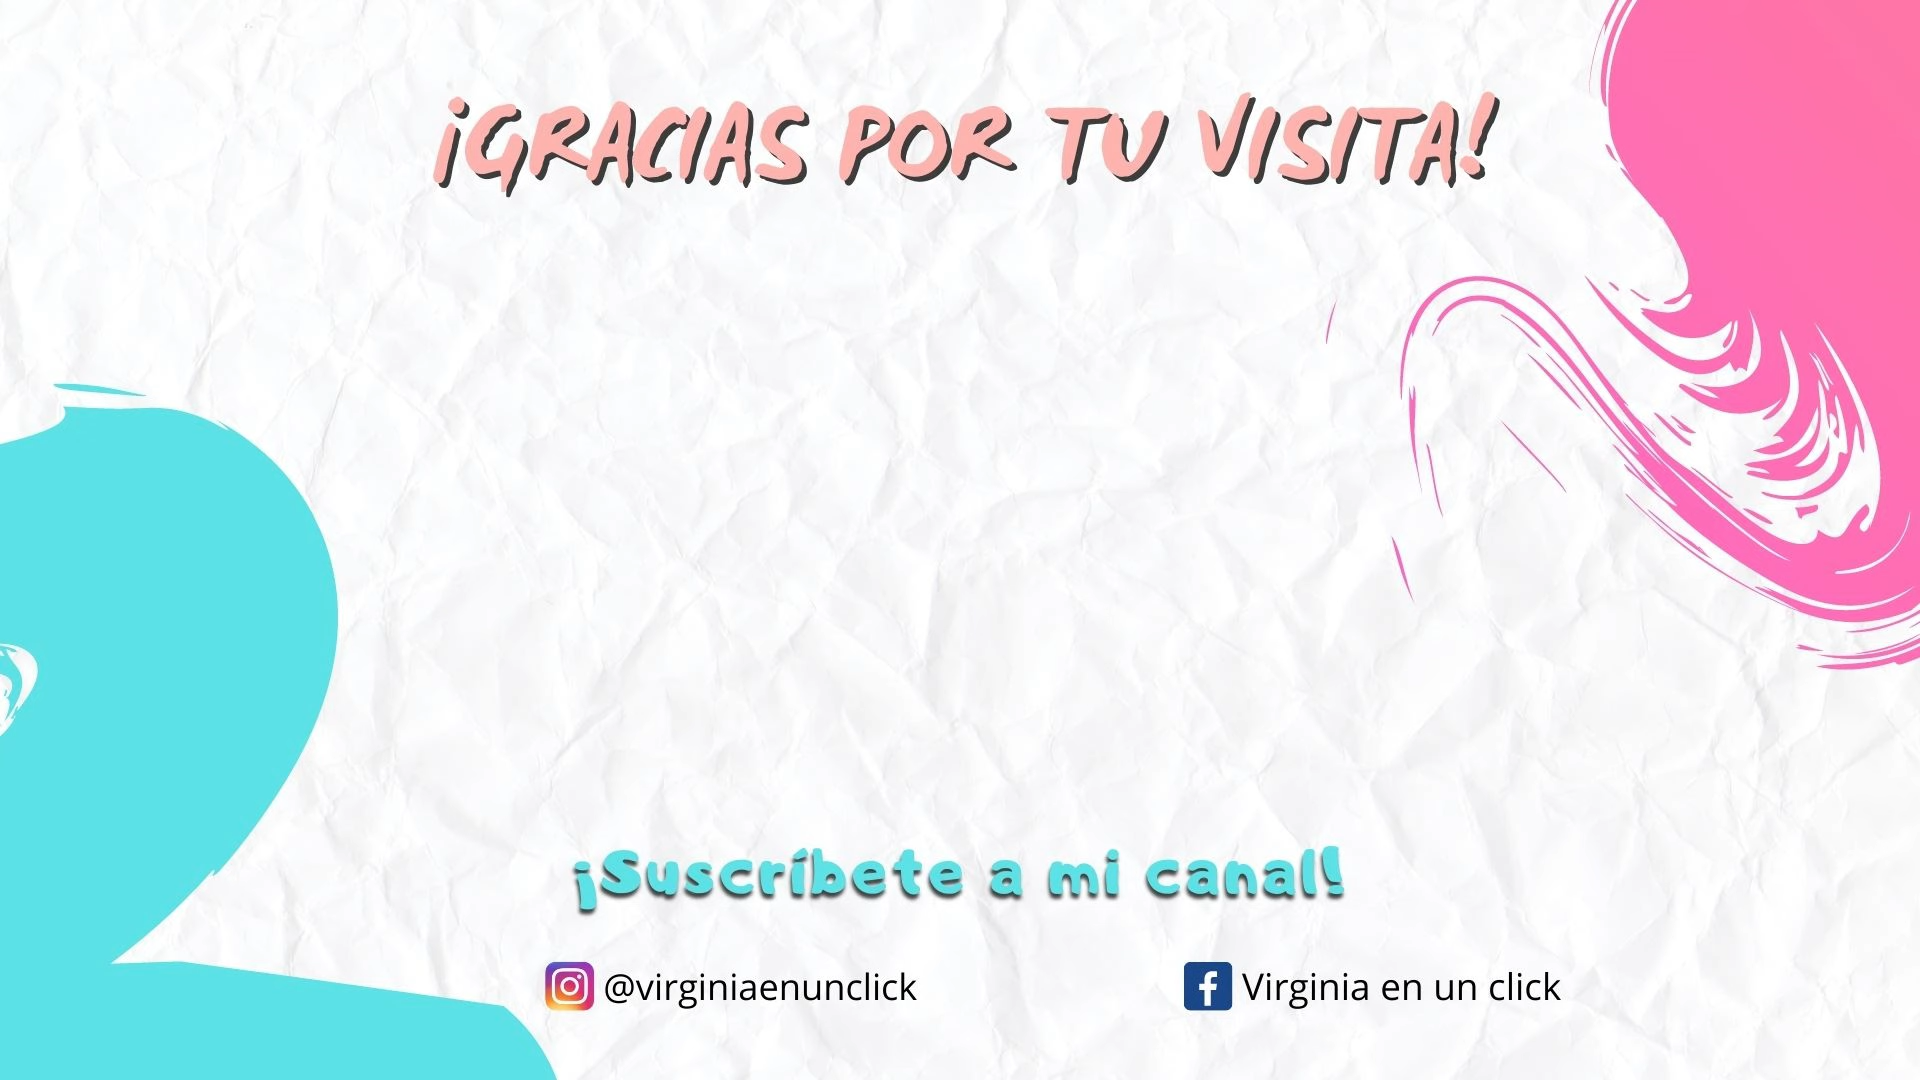 ¡GRACIAS POR TU VISITA!
¡Suscríbete a mi canal!
@virginiaenunclick
Virginia en un click